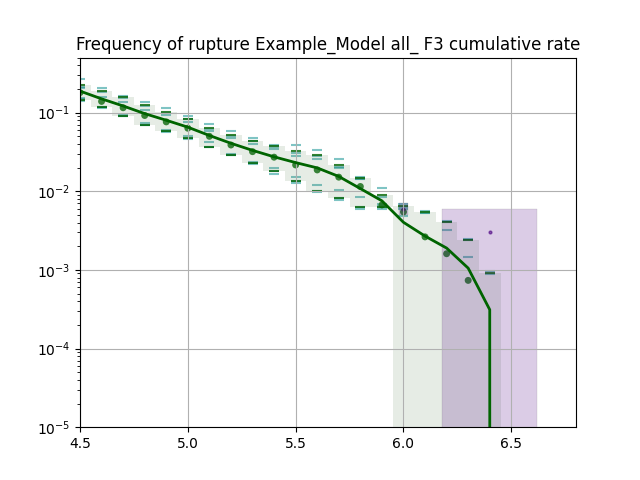 Frequency of rupture Example_Model all_ F3 cumulative rate
10⁻¹
10⁻²
10⁻³
10⁻⁴
10⁻⁵
4.5 5.0 5.5 6.0 6.5